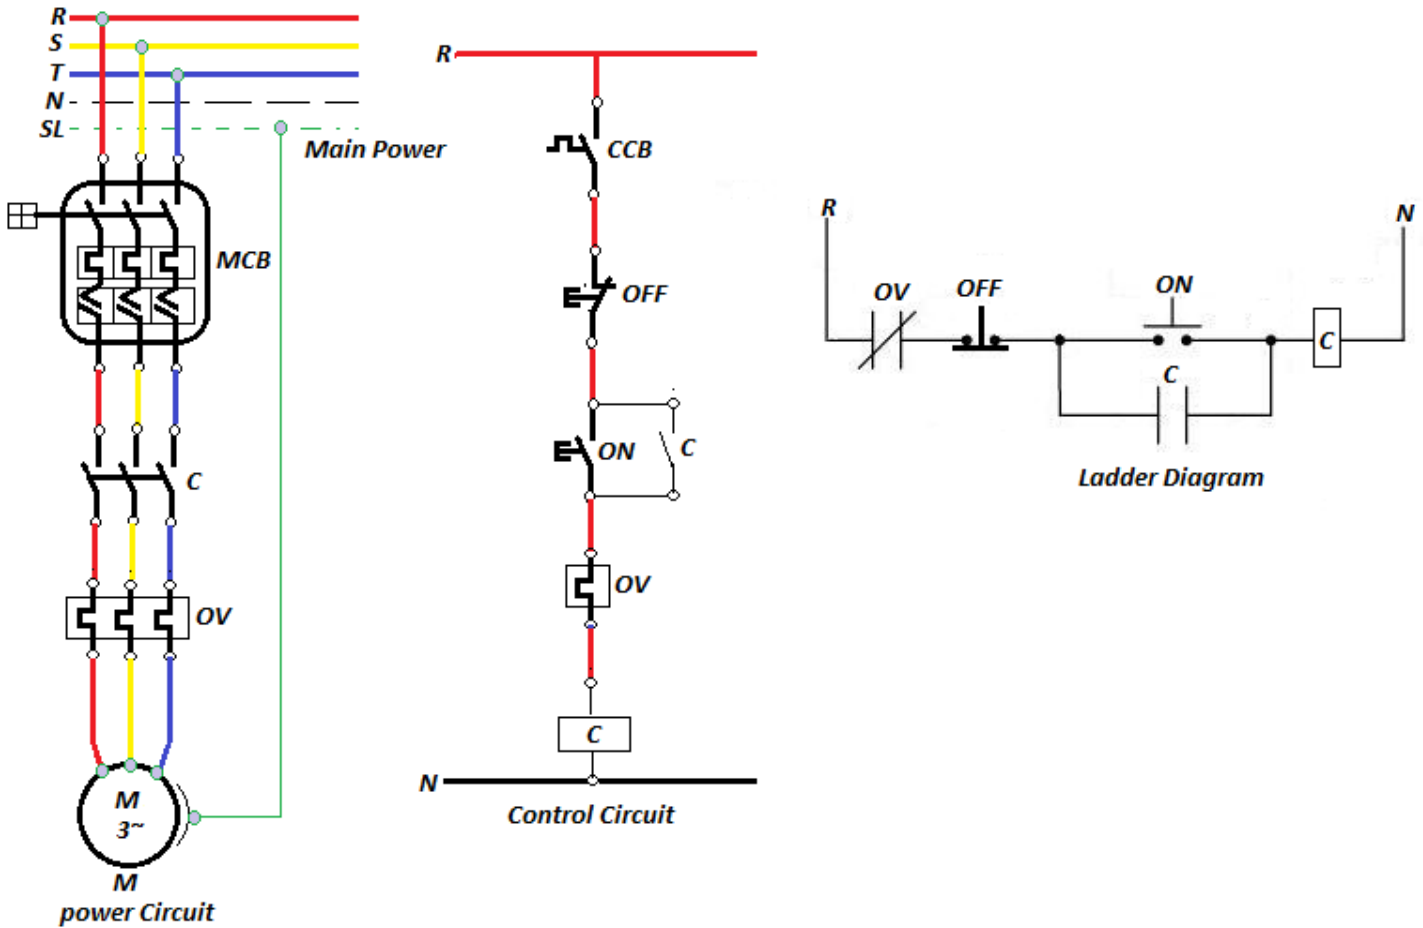 R
S
T
N
SL
Main Power
MCB
C
OV
M
3~
M
power Circuit
R
CCB
OFF
ON
C
OV
C
N
Control Circuit
R
N
OV
OFF
ON
C
C
Ladder Diagram